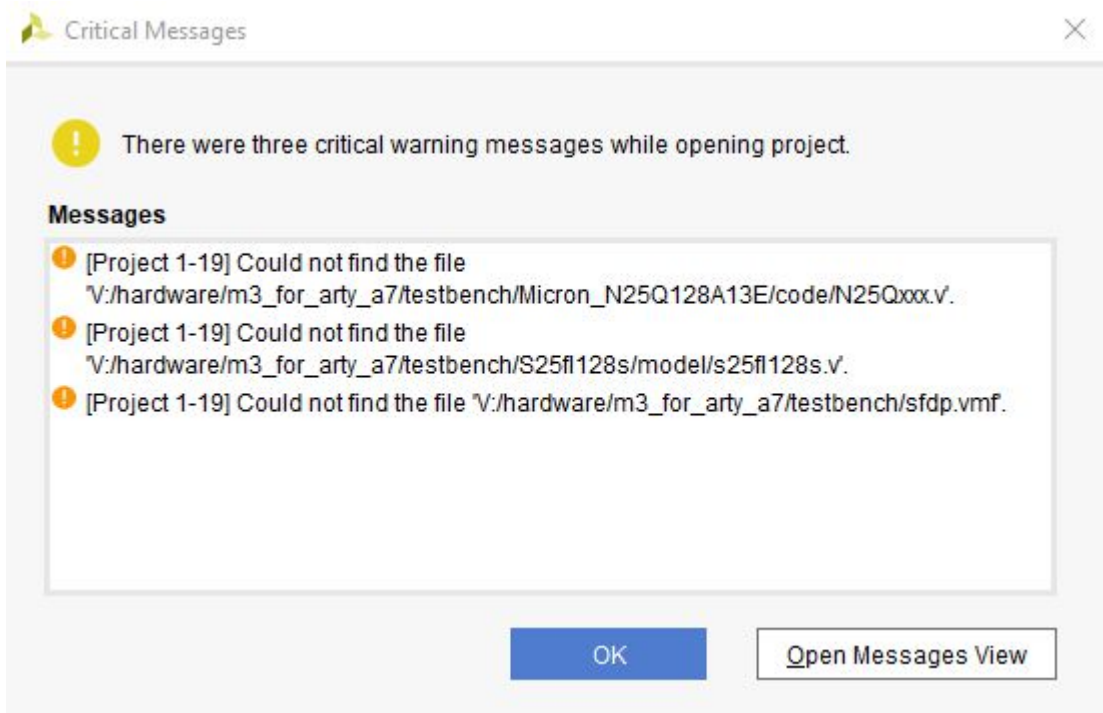 Critical Messages
There were three critical warning messages while opening project.
Messages
[Project 1-19] Could not find the file
'V:/hardware/m3_for_arty_a7/testbench/Micron_N25Q128A13E/code/N25Qxxx.v'.
[Project 1-19] Could not find the file
'V:/hardware/m3_for_arty_a7/testbench/S25fl128s/model/s25fl128s.v'.
[Project 1-19] Could not find the file 'V:/hardware/m3_for_arty_a7/testbench/sfdp.vmf'.
OK
Open Messages View